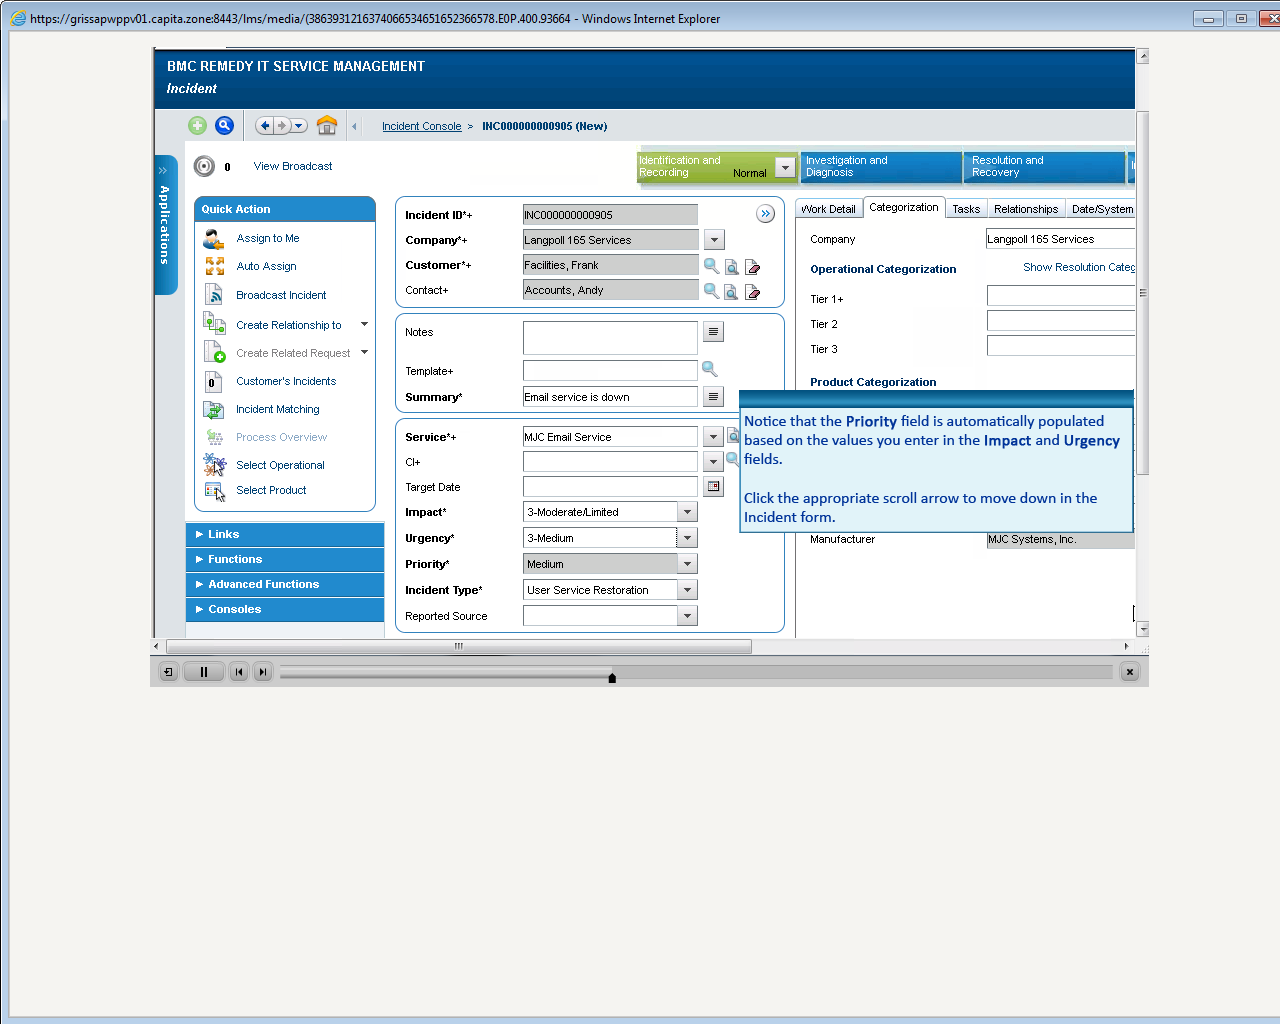 https://grissapwppv01.capita.zone:8443/lms/media/(3863931216374066534651652366578.E0P.400.93664 - Windows Internet Explorer
BMC REMEDY IT SERVICE MANAGEMENT
Incident
Incident Console > INC000000000905 (New)
0 View Broadcast
Identification and
Recording
Normal
Investigation and
Diagnosis
Resolution and
Recovery
Applications
Quick Action
Assign to Me
Auto Assign
Broadcast Incident
Create Relationship to
Create Related Request
0 Customer's Incidents
Incident Matching
Process Overview
Select Operational
Select Product
Links
Functions
Advanced Functions
Consoles
Incident ID*+ INC000000000905
Company*+ Langpoll 165 Services
Customer*+ Facilities, Frank
Contact+ Accounts, Andy
Notes
Template+
Summary* Email service is down
Service*+ MJC Email Service
CI+
Target Date
Impact* 3-Moderate/Limited
Urgency* 3-Medium
Priority* Medium
Incident Type* User Service Restoration
Reported Source
Work Detail Categorization Tasks Relationships Date/System
Company Langpoll 165 Services
Operational Categorization Show Resolution Categ
Tier 1+
Tier 2
Tier 3
Product Categorization
Notice that the Priority field is automatically populated
based on the values you enter in the Impact and Urgency
fields.
Click the appropriate scroll arrow to move down in the
Incident form.
Manufacturer MJC Systems, Inc.